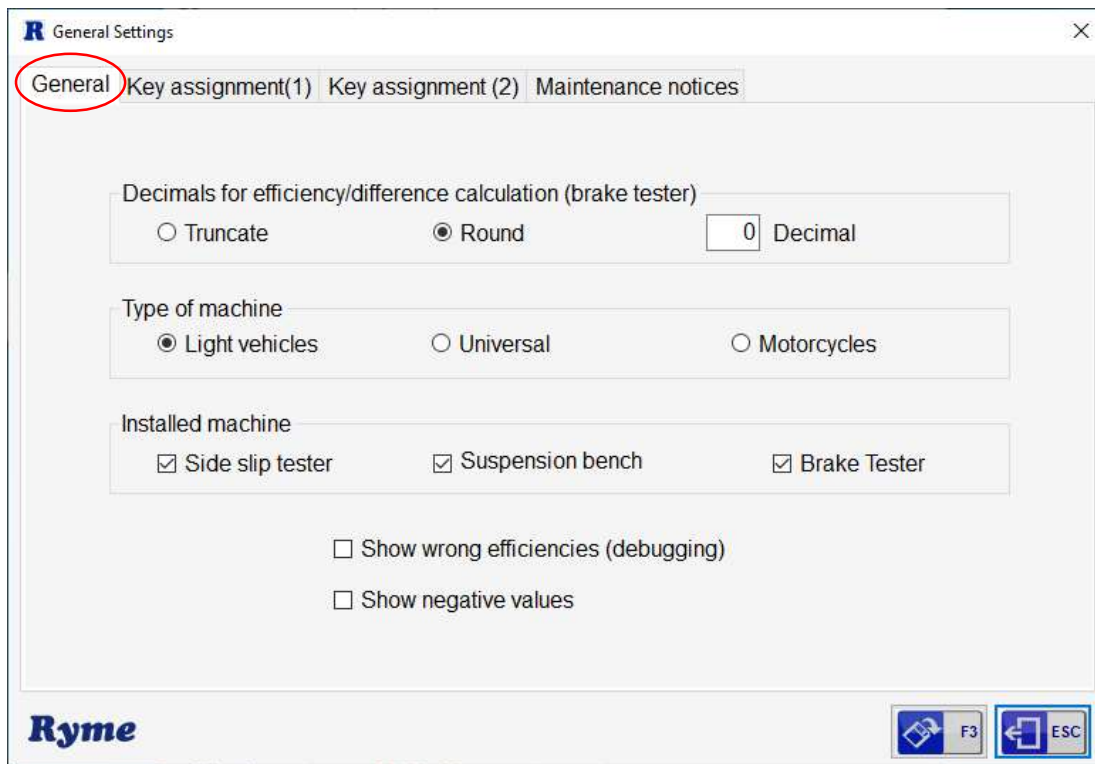 R General Settings
General Key assignment(1) Key assignment (2) Maintenance notices
Decimals for efficiency/difference calculation (brake tester)
Truncate Round 0 Decimal
Type of machine
Light vehicles Universal Motorcycles
Installed machine
Side slip tester Suspension bench Brake Tester
Show wrong efficiencies (debugging)
Show negative values
Ryme F3 ESC